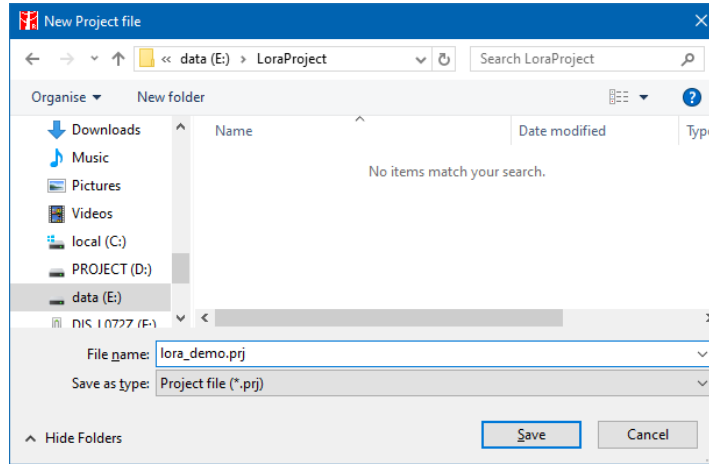 New Project file
« data (E:) > LoraProject
Search LoraProject
Organise
New folder
Name
Date modified
Type
Downloads
Music
Pictures
Videos
local (C:)
PROJECT (D:)
data (E:)
DIS_L072Z (F:)
No items match your search.
File name: lora_demo.prj
Save as type: Project file (*.prj)
Hide Folders
Save
Cancel